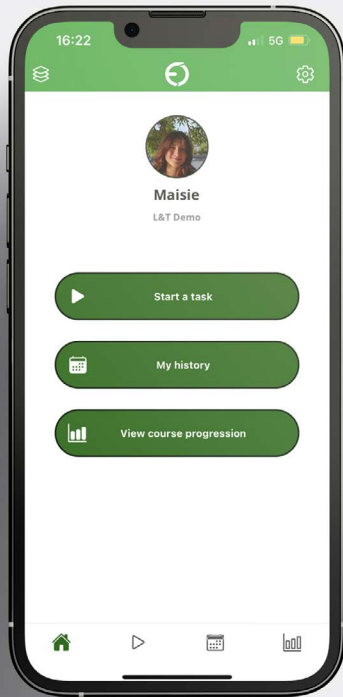 16:22
5G
Maisie
L&T Demo
Start a task
My history
View course progression